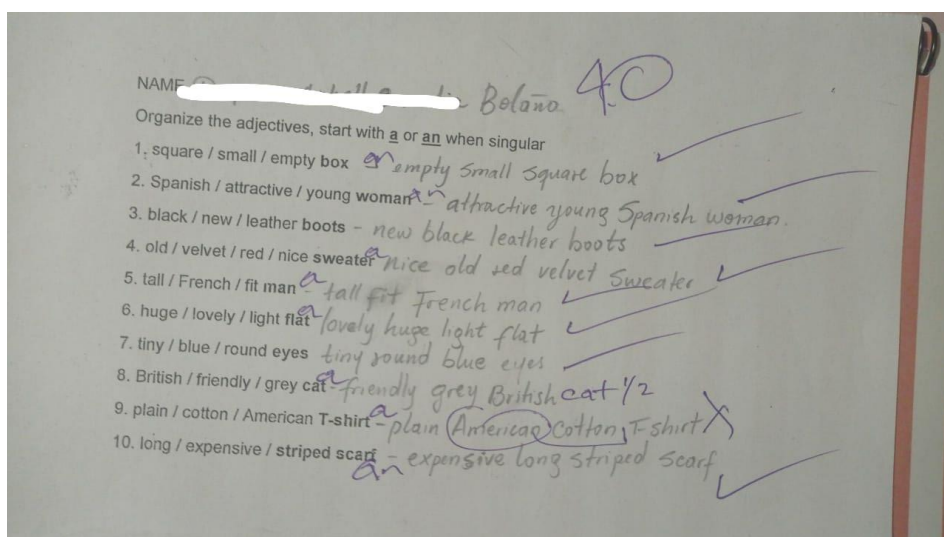 NAME Bolaño 4.0
Organize the adjectives, start with a or an when singular
1. square / small / empty box an empty small square box
2. Spanish / attractive / young woman an - attractive young Spanish woman.
3. black / new / leather boots - new black leather boots
4. old / velvet / red / nice sweater a nice old red velvet sweater
5. tall / French / fit man a - tall fit French man
6. huge / lovely / light flat a - lovely huge light flat
7. tiny / blue / round eyes tiny round blue eyes
8. British / friendly / grey cat a - friendly grey British cat 1/2
9. plain / cotton / American T-shirt a - plain American cotton T-shirt
10. long / expensive / striped scarf an - expensive long striped scarf